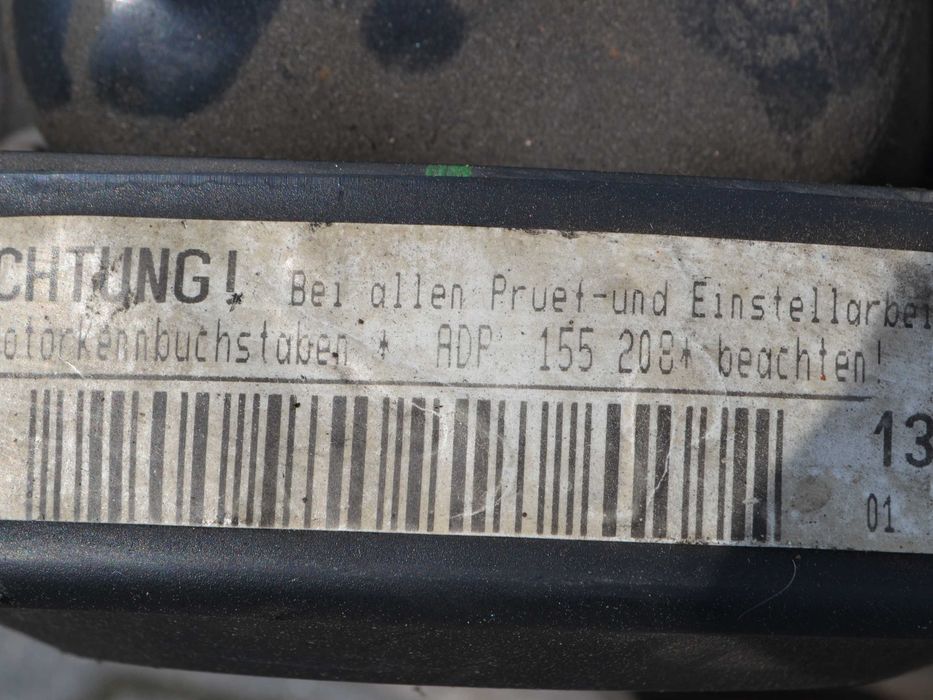 CHTUNG! Bei allen Pruef-und Einstellarbei
otorkennbuchstaben * ADP 155 208* beachten!
13
01